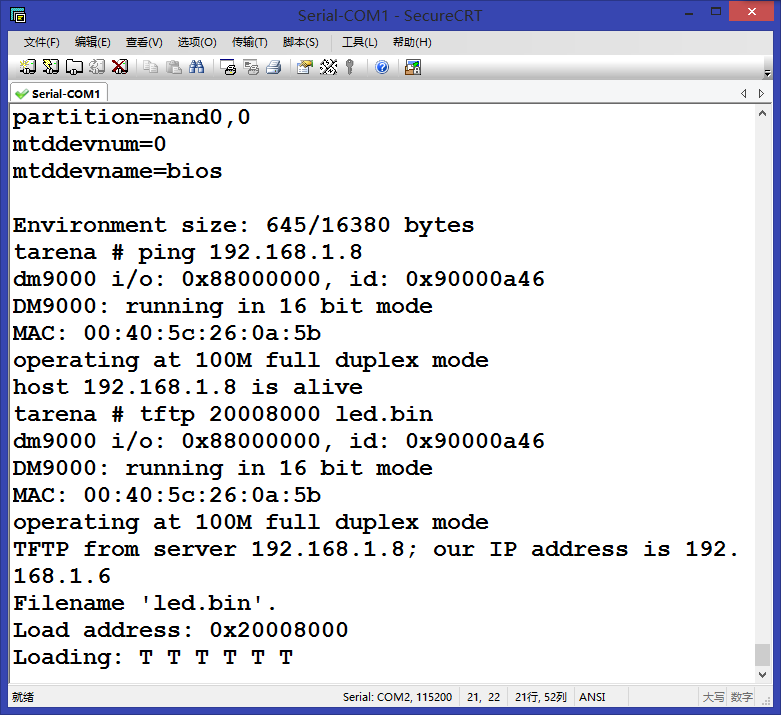 Serial-COM1 - SecureCRT
文件(F) 编辑(E) 查看(V) 选项(O) 传输(T) 脚本(S) 工具(L) 帮助(H)
Serial-COM1
partition=nand0,0
mtddevnum=0
mtddevname=bios
Environment size: 645/16380 bytes
tarena # ping 192.168.1.8
dm9000 i/o: 0x88000000, id: 0x90000a46
DM9000: running in 16 bit mode
MAC: 00:40:5c:26:0a:5b
operating at 100M full duplex mode
host 192.168.1.8 is alive
tarena # tftp 20008000 led.bin
dm9000 i/o: 0x88000000, id: 0x90000a46
DM9000: running in 16 bit mode
MAC: 00:40:5c:26:0a:5b
operating at 100M full duplex mode
TFTP from server 192.168.1.8; our IP address is 192.
168.1.6
Filename 'led.bin'.
Load address: 0x20008000
Loading: T T T T T T
就绪 Serial: COM2, 115200 21, 22 21行, 52列 ANSI 大写 数字